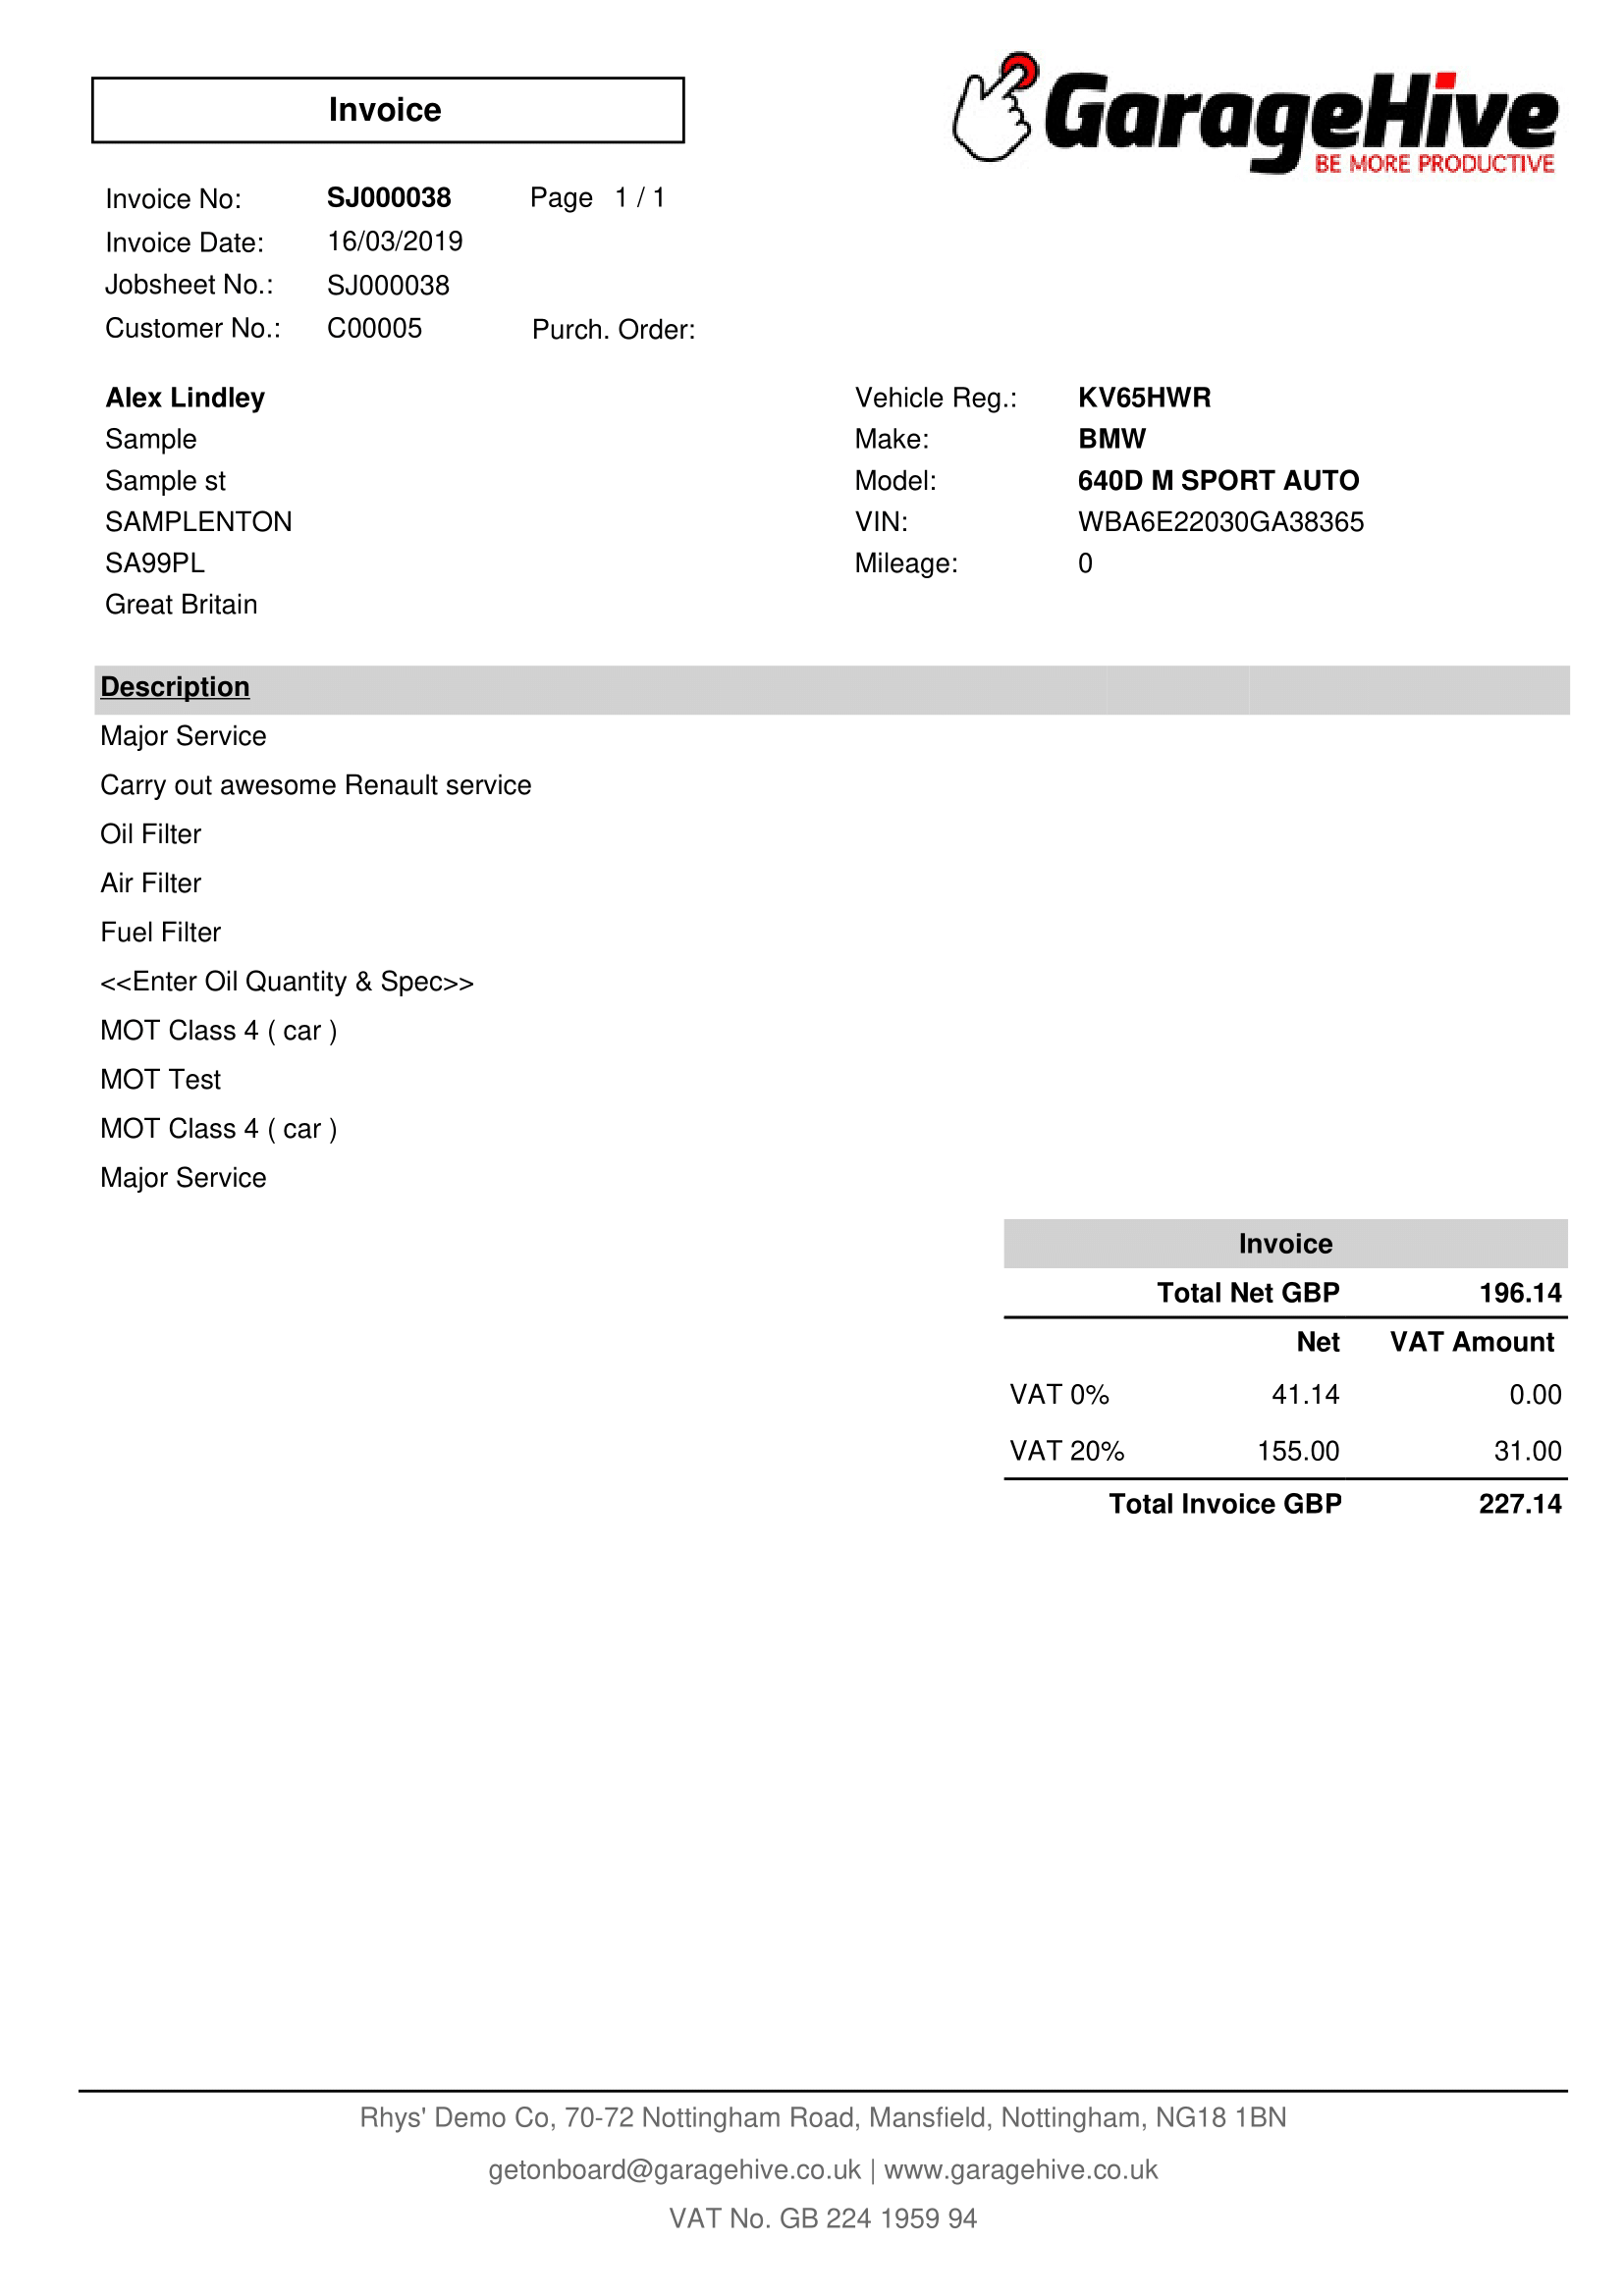 Invoice
GarageHive
BE MORE PRODUCTIVE
Invoice No: SJ000038 Page 1 / 1
Invoice Date: 16/03/2019
Jobsheet No.: SJ000038
Customer No.: C00005 Purch. Order:
Alex Lindley
Sample
Sample st
SAMPLENTON
SA99PL
Great Britain
Vehicle Reg.: KV65HWR
Make: BMW
Model: 640D M SPORT AUTO
VIN: WBA6E22030GA38365
Mileage: 0
Description
Major Service
Carry out awesome Renault service
Oil Filter
Air Filter
Fuel Filter
<<Enter Oil Quantity & Spec>>
MOT Class 4 ( car )
MOT Test
MOT Class 4 ( car )
Major Service
Invoice
Total Net GBP 196.14
Net VAT Amount
VAT 0% 41.14 0.00
VAT 20% 155.00 31.00
Total Invoice GBP 227.14
Rhys' Demo Co, 70-72 Nottingham Road, Mansfield, Nottingham, NG18 1BN
getonboard@garagehive.co.uk | www.garagehive.co.uk
VAT No. GB 224 1959 94